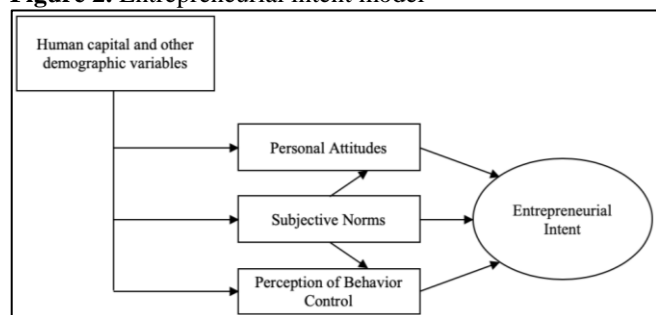 Figure 2. Entrepreneurial intent model
Human capital and other
demographic variables
Personal Attitudes
Subjective Norms
Perception of Behavior
Control
Entrepreneurial
Intent